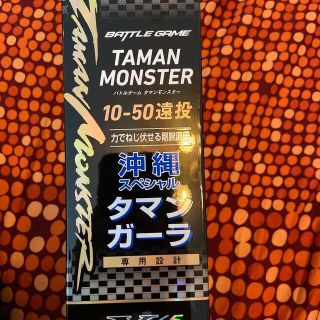 BATTLE GAME
TAMAN
MONSTER
バトルゲーム タマンモンスター
10-50遠投
力でねじ伏せる剛腕調子
沖縄
スペシャル
タマン
ガーラ
専用設計
TAMAN MONSTER